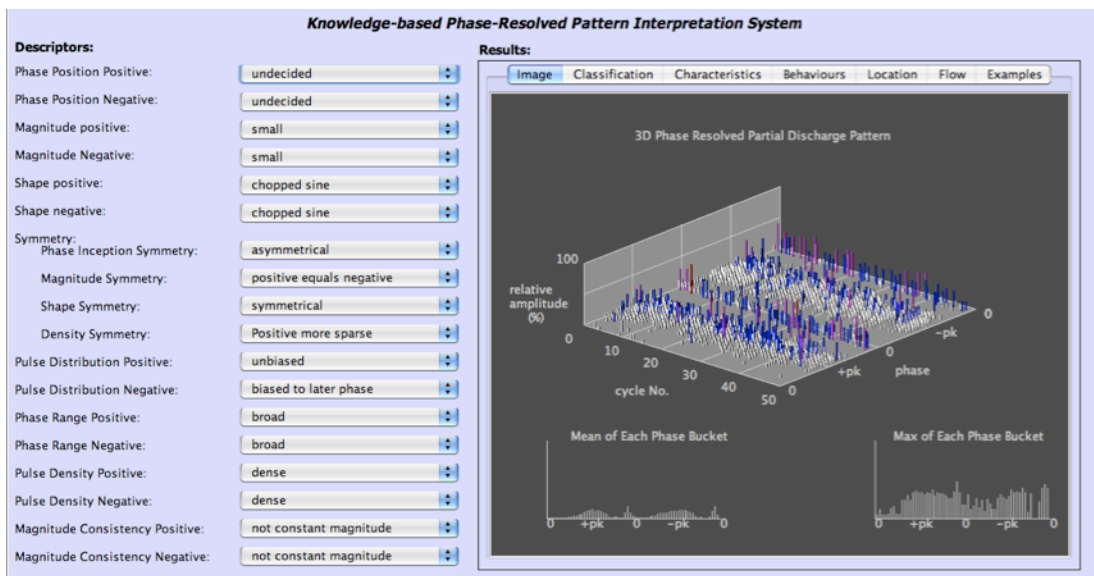 Knowledge-based Phase-Resolved Pattern Interpretation System
Descriptors:
Phase Position Positive: undecided
Phase Position Negative: undecided
Magnitude positive: small
Magnitude Negative: small
Shape positive: chopped sine
Shape negative: chopped sine
Symmetry:
Phase Inception Symmetry: asymmetrical
Magnitude Symmetry: positive equals negative
Shape Symmetry: symmetrical
Density Symmetry: Positive more sparse
Pulse Distribution Positive: unbiased
Pulse Distribution Negative: biased to later phase
Phase Range Positive: broad
Phase Range Negative: broad
Pulse Density Positive: dense
Pulse Density Negative: dense
Magnitude Consistency Positive: not constant magnitude
Magnitude Consistency Negative: not constant magnitude
Results:
Image Classification Characteristics Behaviours Location Flow Examples
3D Phase Resolved Partial Discharge Pattern
100
relative
amplitude
(%)
0
0
10
20
30
40
50
cycle No.
0
+pk
0
-pk
0
phase
Mean of Each Phase Bucket
0 +pk 0 -pk 0
Max of Each Phase Bucket
0 +pk 0 -pk 0